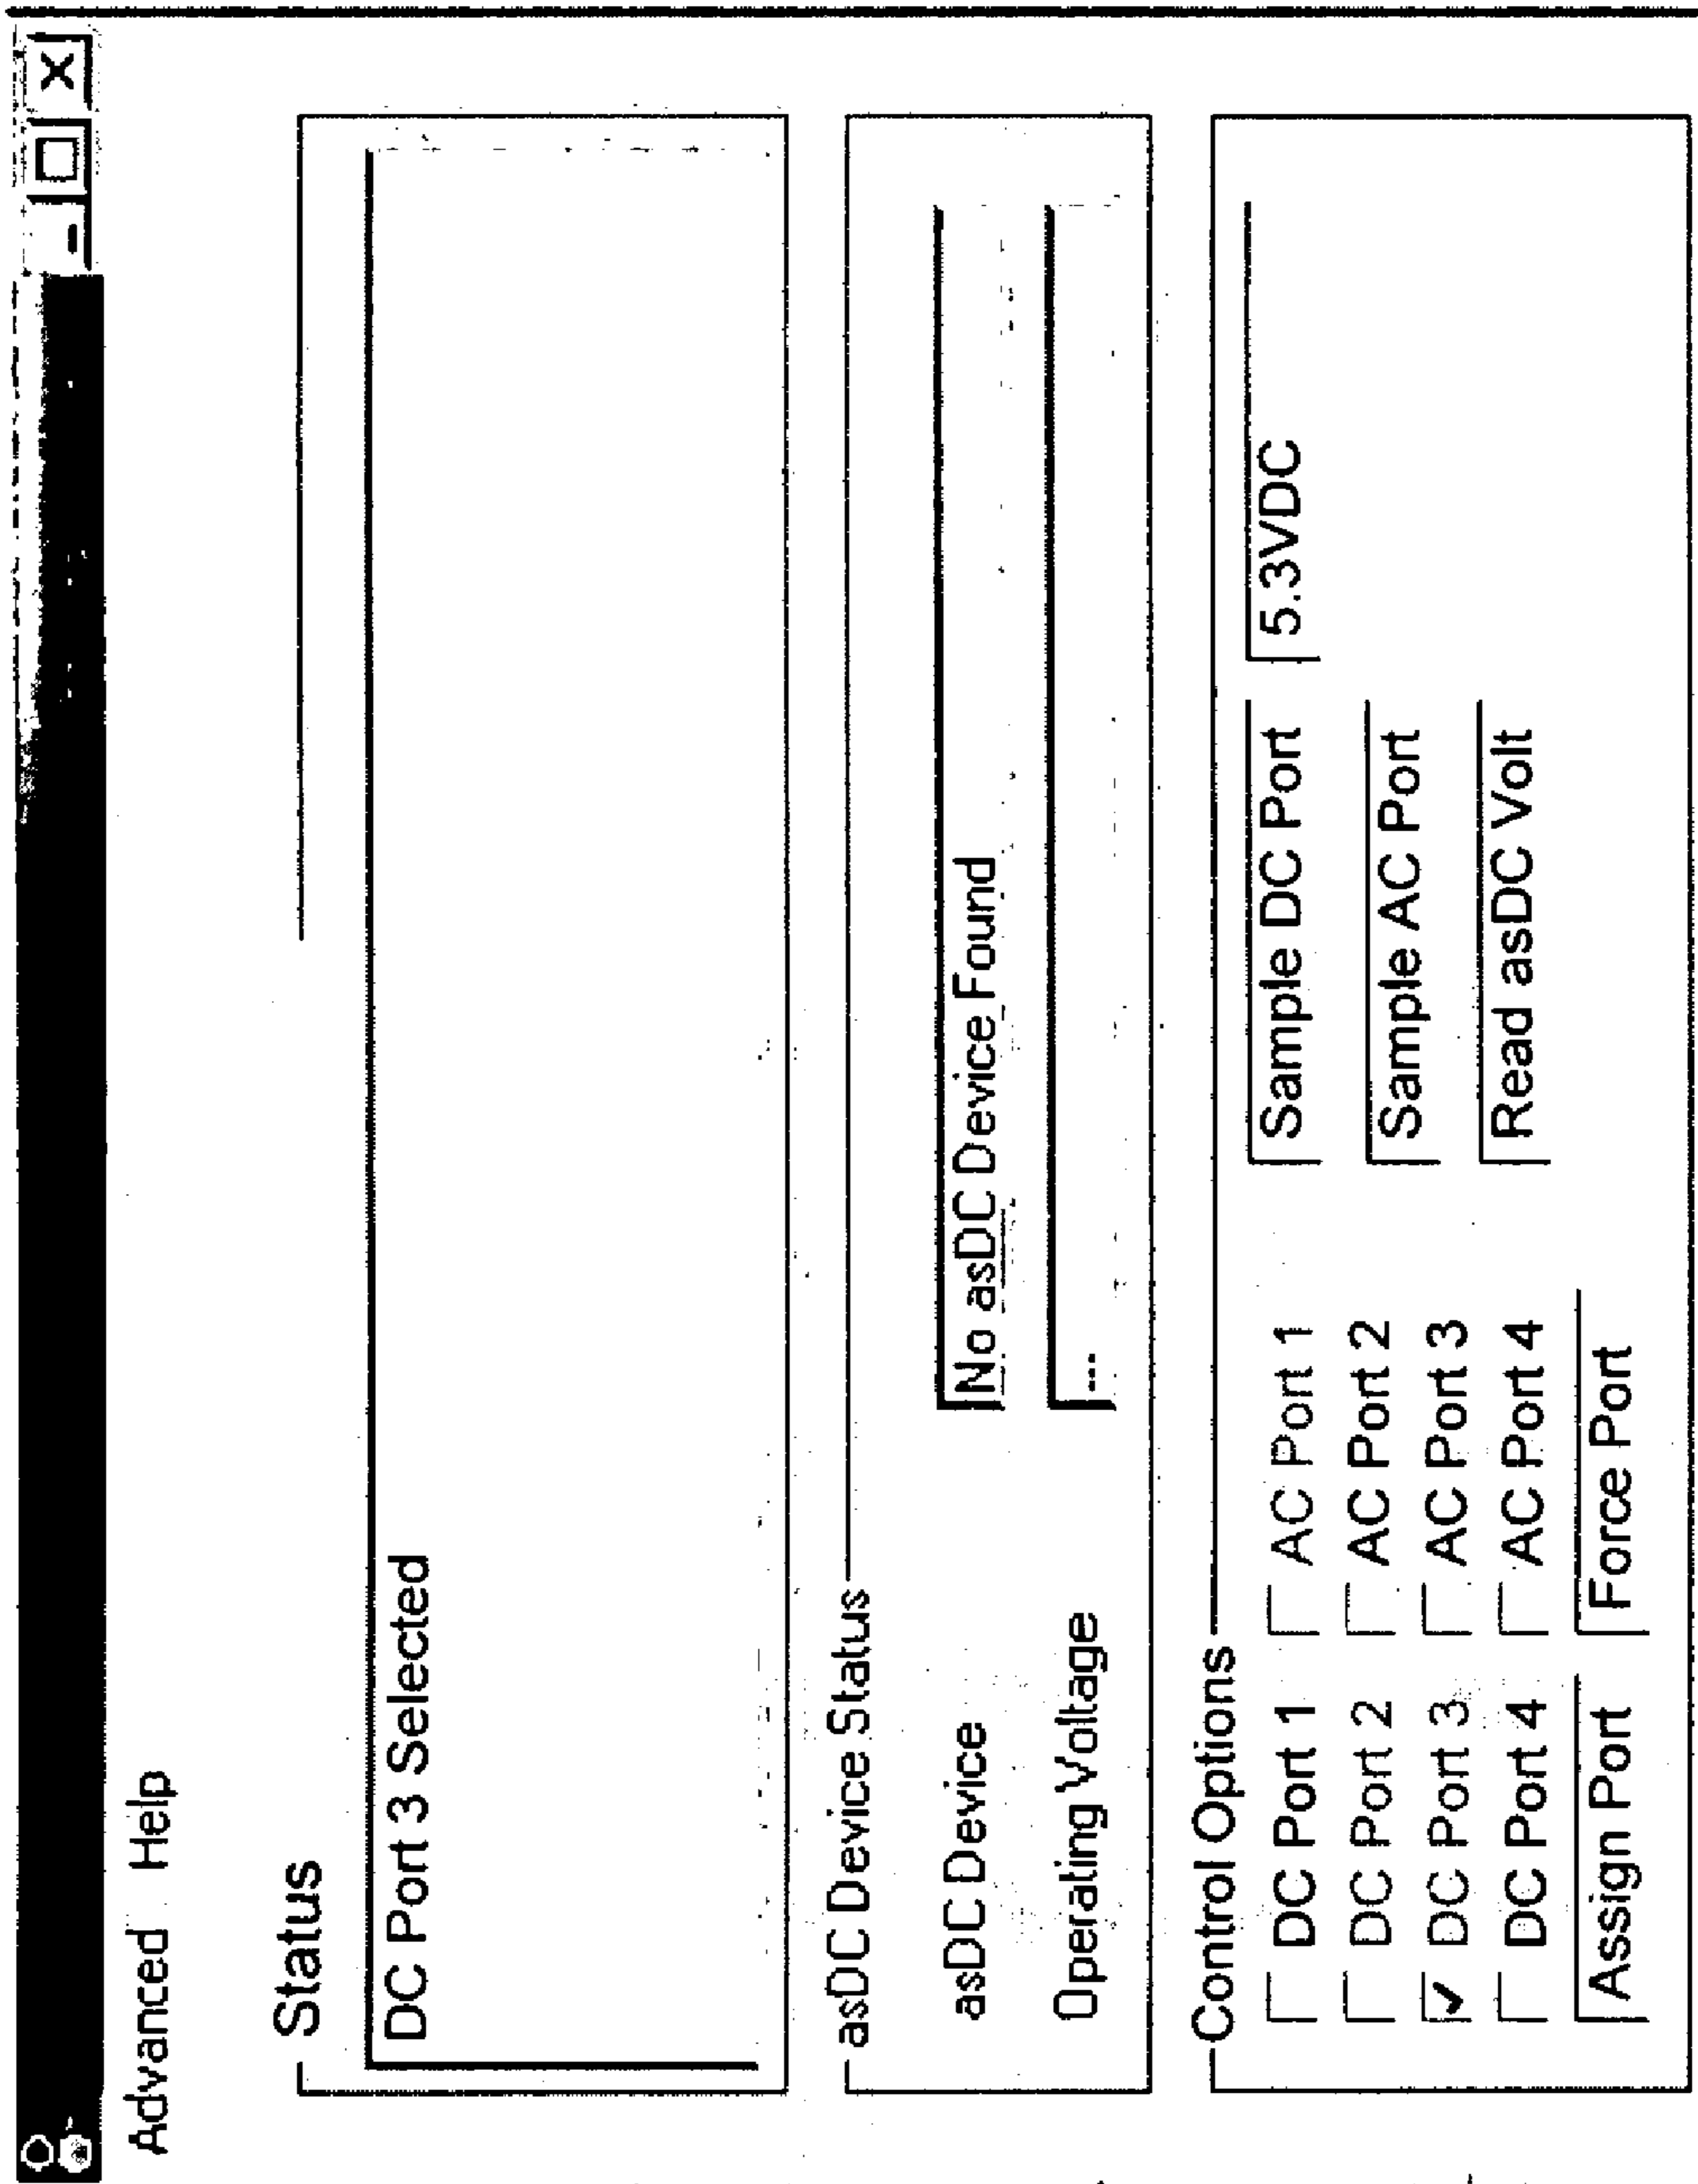 Advanced Help
Status
DC Port 3 Selected
asDC Device Status
asDC Device No asDC Device Found
Operating Voltage ---
Control Options
DC Port 1 AC Port 1 Sample DC Port 5.3VDC
DC Port 2 AC Port 2 Sample AC Port
DC Port 3 AC Port 3 Read asDC Volt
DC Port 4 AC Port 4
Assign Port Force Port